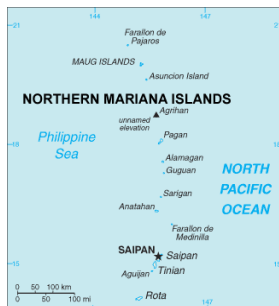 144 147
21
Farallon de
Pajaros
MAUG ISLANDS
Asuncion Island
NORTHERN MARIANA ISLANDS
Agrihan
unnamed
elevation
Philippine
Sea
Pagan
18
Alamagan
Guguan
NORTH
PACIFIC
OCEAN
Sarigan
Anatahan
Farallon de
Medinilla
SAIPAN
Saipan
15
Tinian
Aguijan
0 50 100 km
0 50 100 mi
Rota
147